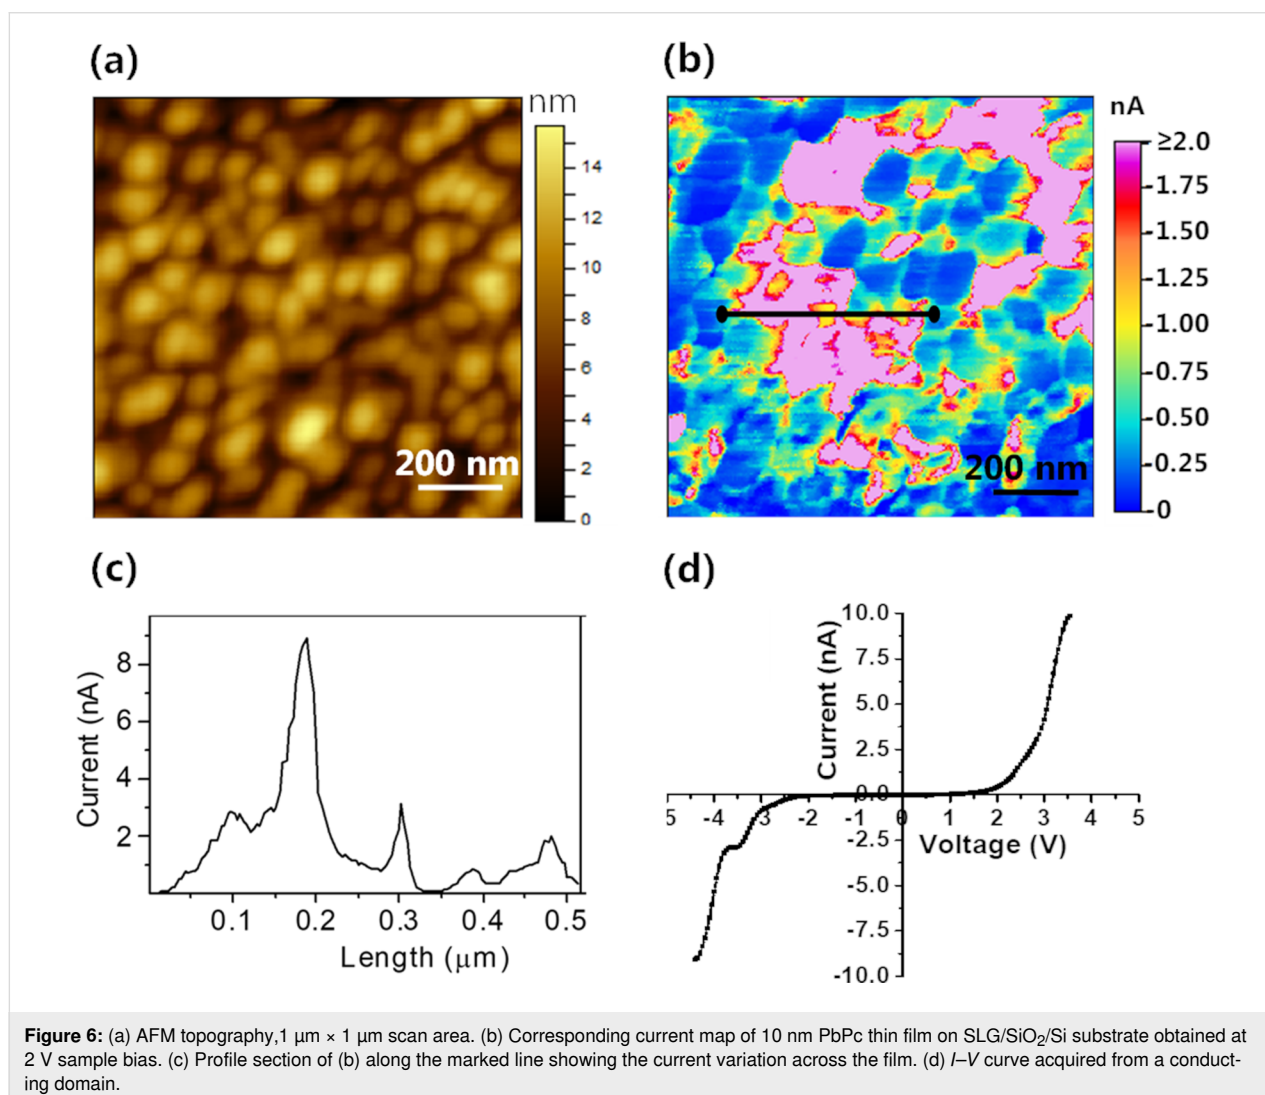 (a)
nm
14
12
10
8
6
4
2
0
200 nm
(b)
nA
≥2.0
1.75
1.50
1.25
1.00
0.75
0.50
0.25
0
200 nm
(c)
Current (nA)
8
6
4
2
0.1 0.2 0.3 0.4 0.5
Length (μm)
(d)
Current (nA)
10.0
7.5
5.0
2.5
0.0
-2.5
-5.0
-7.5
-10.0
5 -4 -3 -2 -1 0 1 2 3 4 5
Voltage (V)
Figure 6: (a) AFM topography,1 μm × 1 μm scan area. (b) Corresponding current map of 10 nm PbPc thin film on SLG/SiO2/Si substrate obtained at
2 V sample bias. (c) Profile section of (b) along the marked line showing the current variation across the film. (d) I–V curve acquired from a conduct-
ing domain.